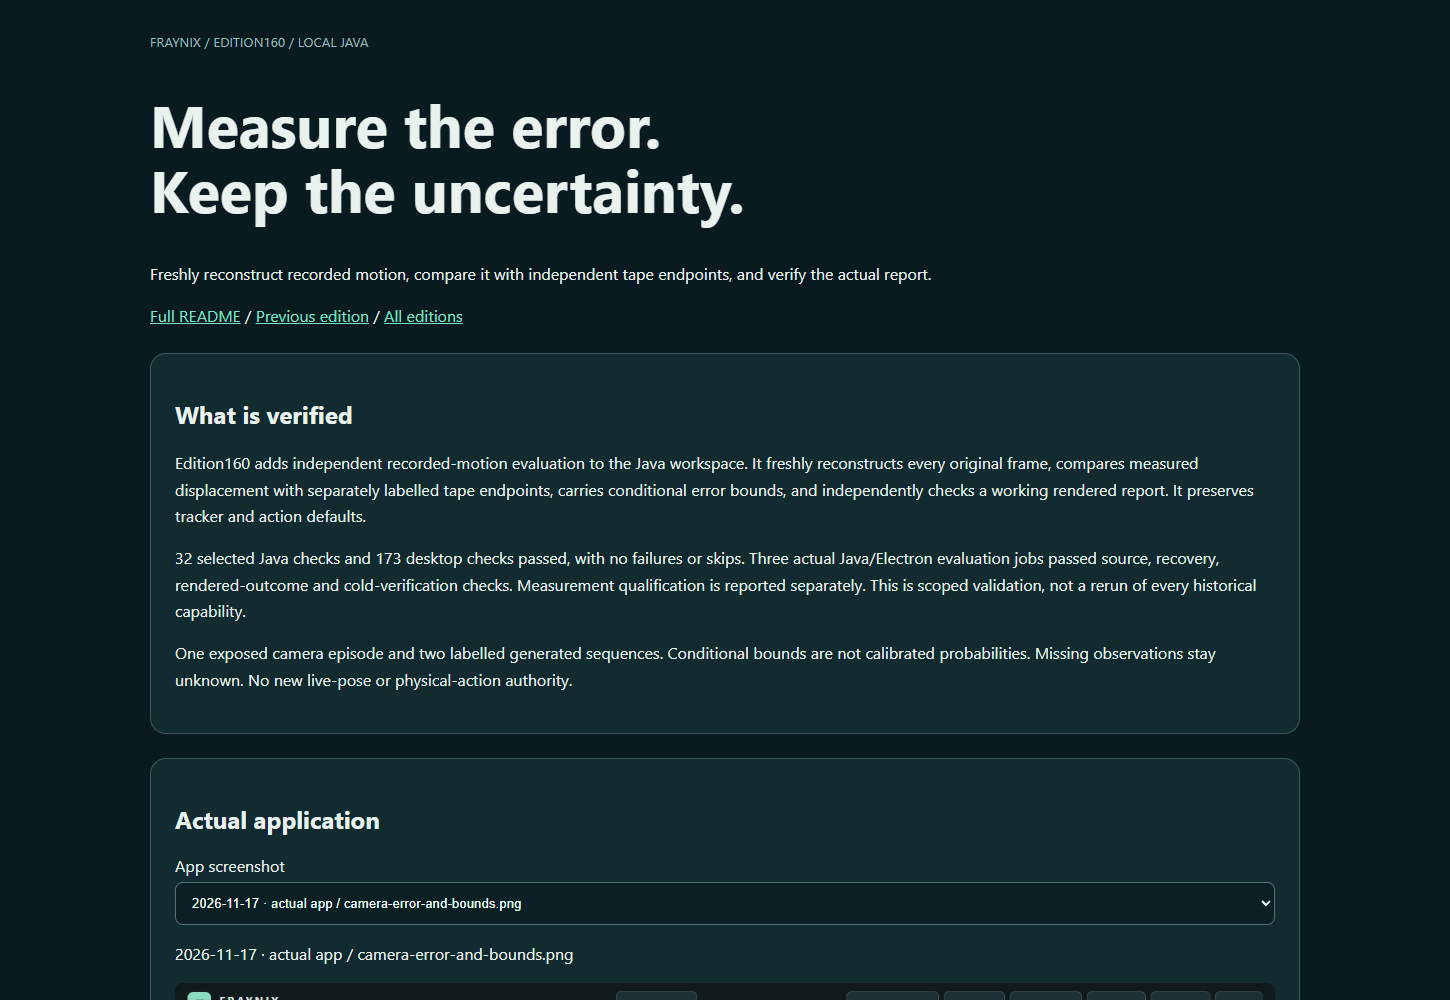 FRAYNIX / EDITION160 / LOCAL JAVA
Measure the error.
Keep the uncertainty.
Freshly reconstruct recorded motion, compare it with independent tape endpoints, and verify the actual report.
Full README / Previous edition / All editions
What is verified
Edition160 adds independent recorded-motion evaluation to the Java workspace. It freshly reconstructs every original frame, compares measured
displacement with separately labelled tape endpoints, carries conditional error bounds, and independently checks a working rendered report. It preserves
tracker and action defaults.
32 selected Java checks and 173 desktop checks passed, with no failures or skips. Three actual Java/Electron evaluation jobs passed source, recovery,
rendered-outcome and cold-verification checks. Measurement qualification is reported separately. This is scoped validation, not a rerun of every historical
capability.
One exposed camera episode and two labelled generated sequences. Conditional bounds are not calibrated probabilities. Missing observations stay
unknown. No new live-pose or physical-action authority.
Actual application
App screenshot
2026-11-17 · actual app / camera-error-and-bounds.png
2026-11-17 · actual app / camera-error-and-bounds.png
FRAYNIX